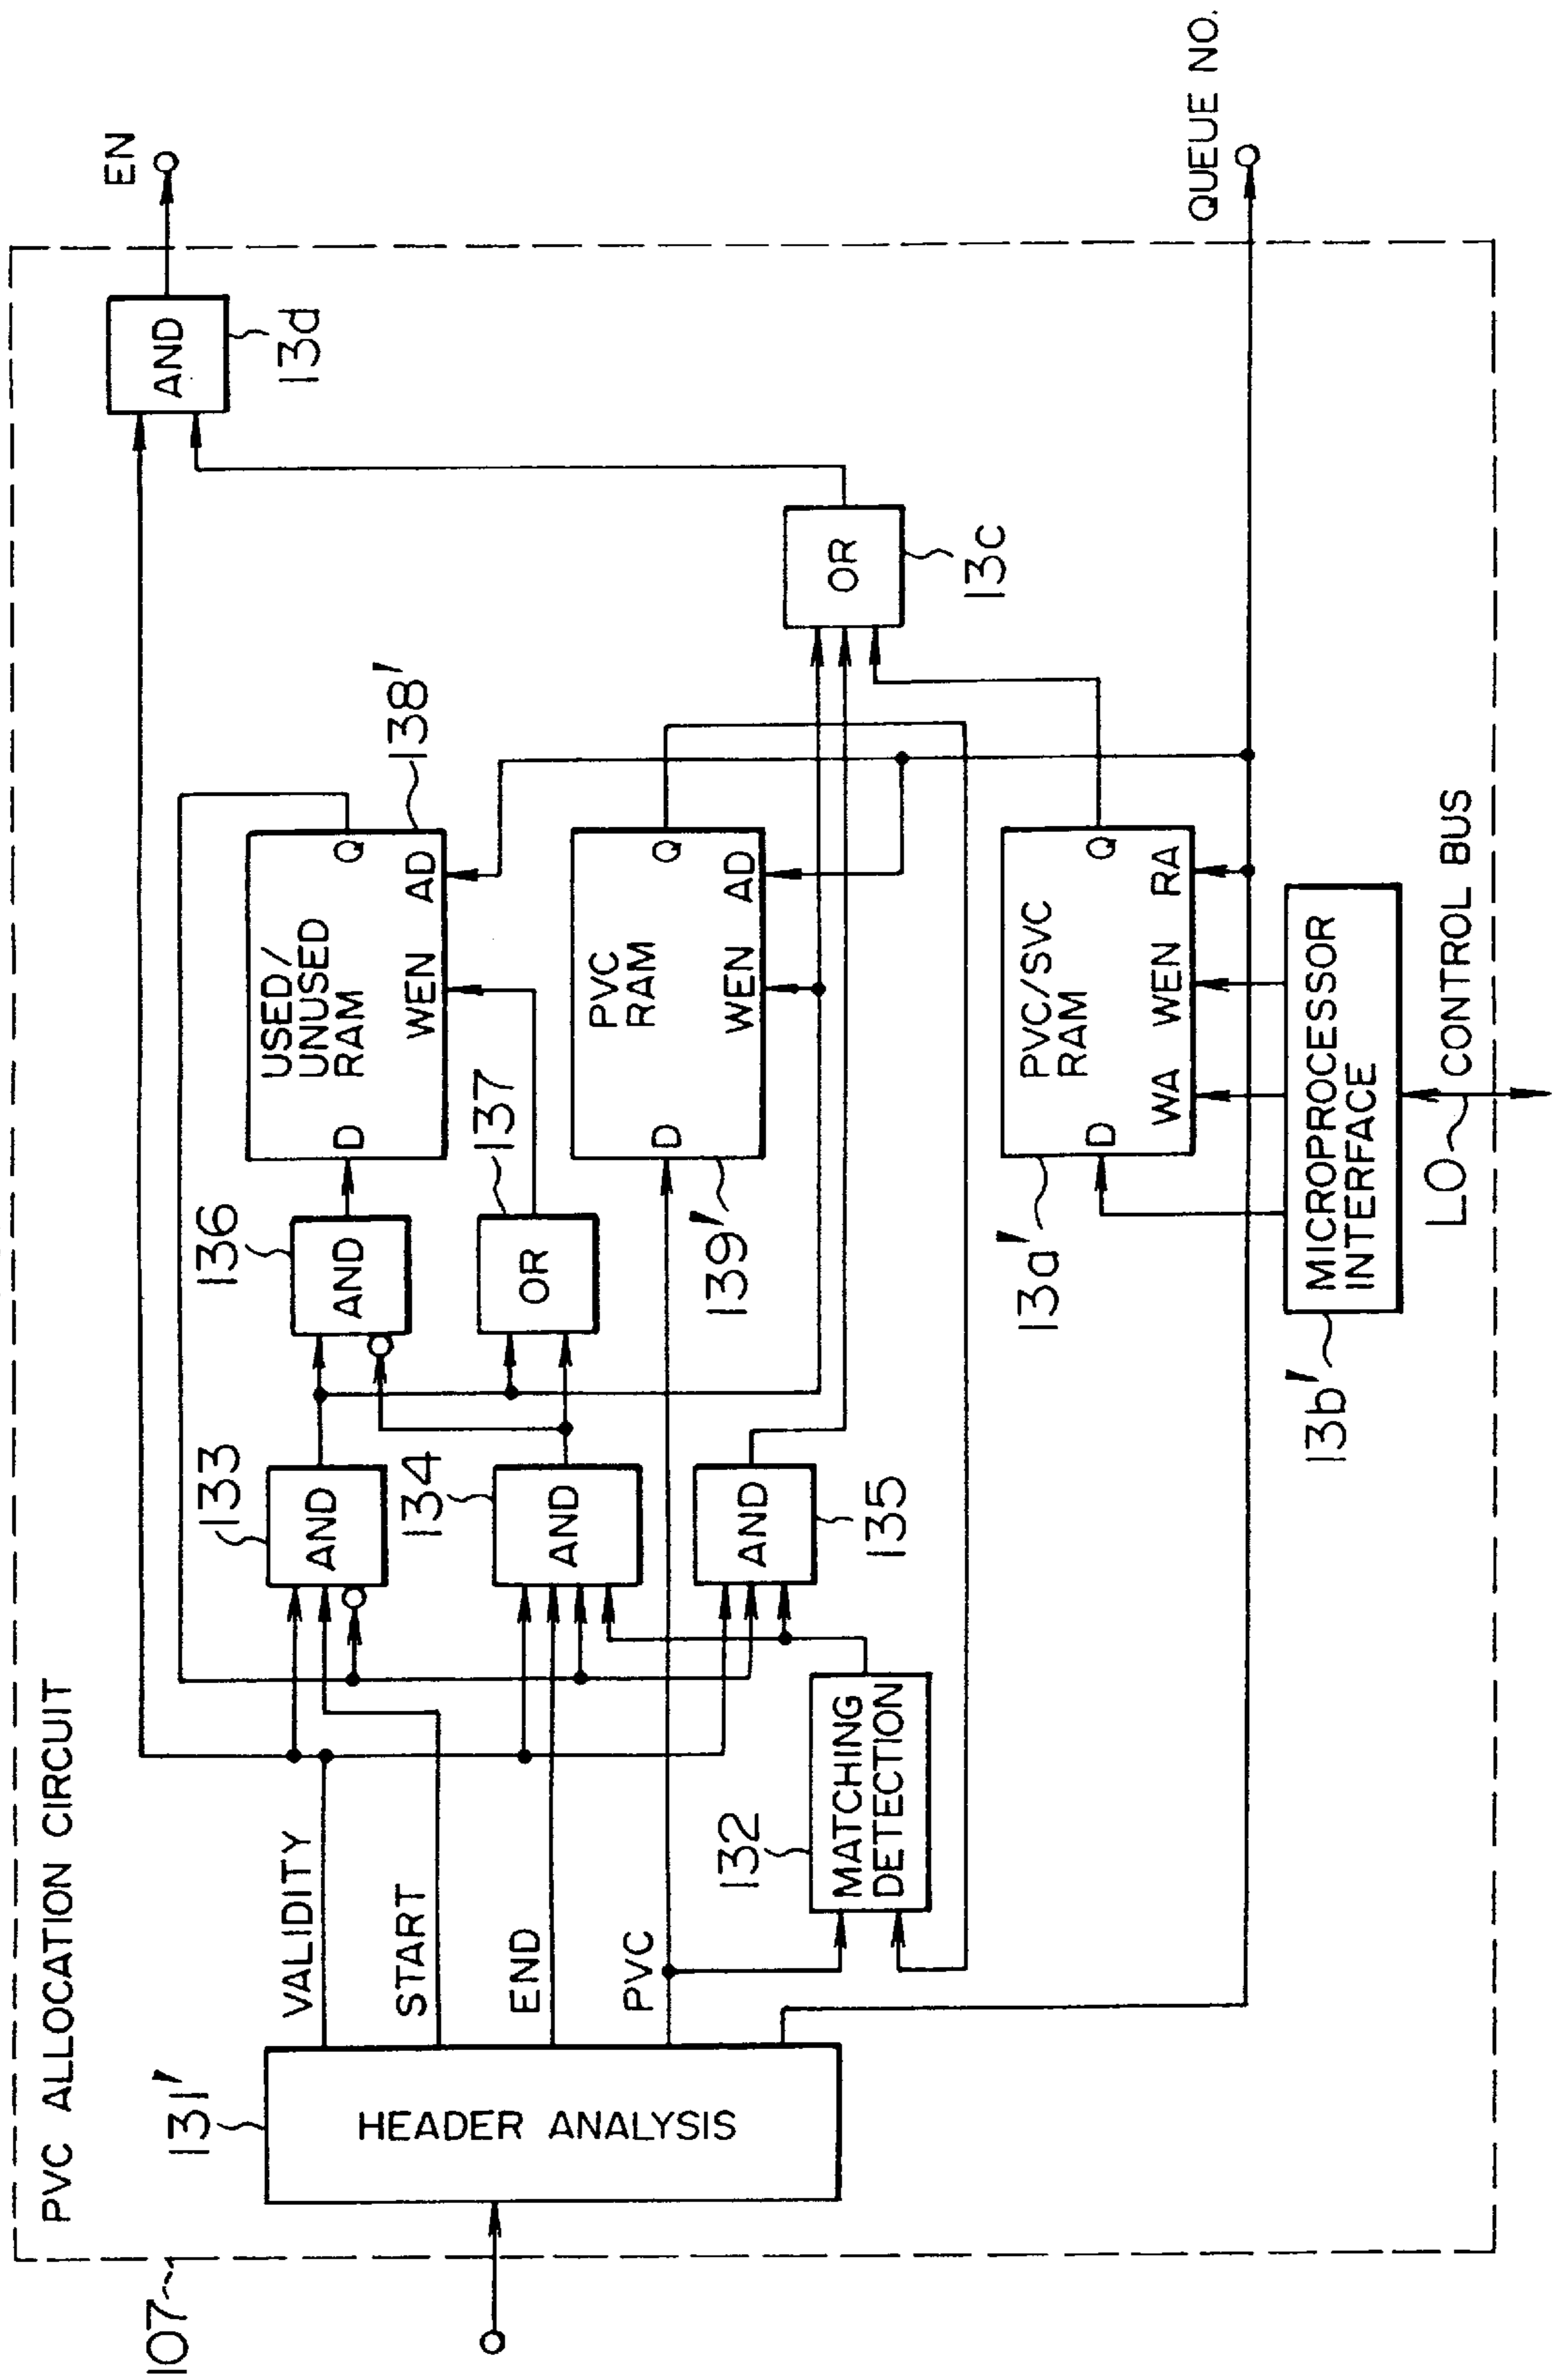 PVC ALLOCATION CIRCUIT
107
131'
HEADER ANALYSIS
VALIDITY
START
END
PVC
132
MATCHING
DETECTION
133
AND
134
AND
135
AND
136
AND
137
OR
138'
USED/
UNUSED
RAM
D
Q
WEN
AD
139'
PVC
RAM
D
Q
WEN
AD
13a'
PVC/SVC
RAM
D
Q
WA
WEN
RA
13b'
MICROPROCESSOR
INTERFACE
LO
CONTROL BUS
OR
13c
AND
13d
EN
QUEUE NO.